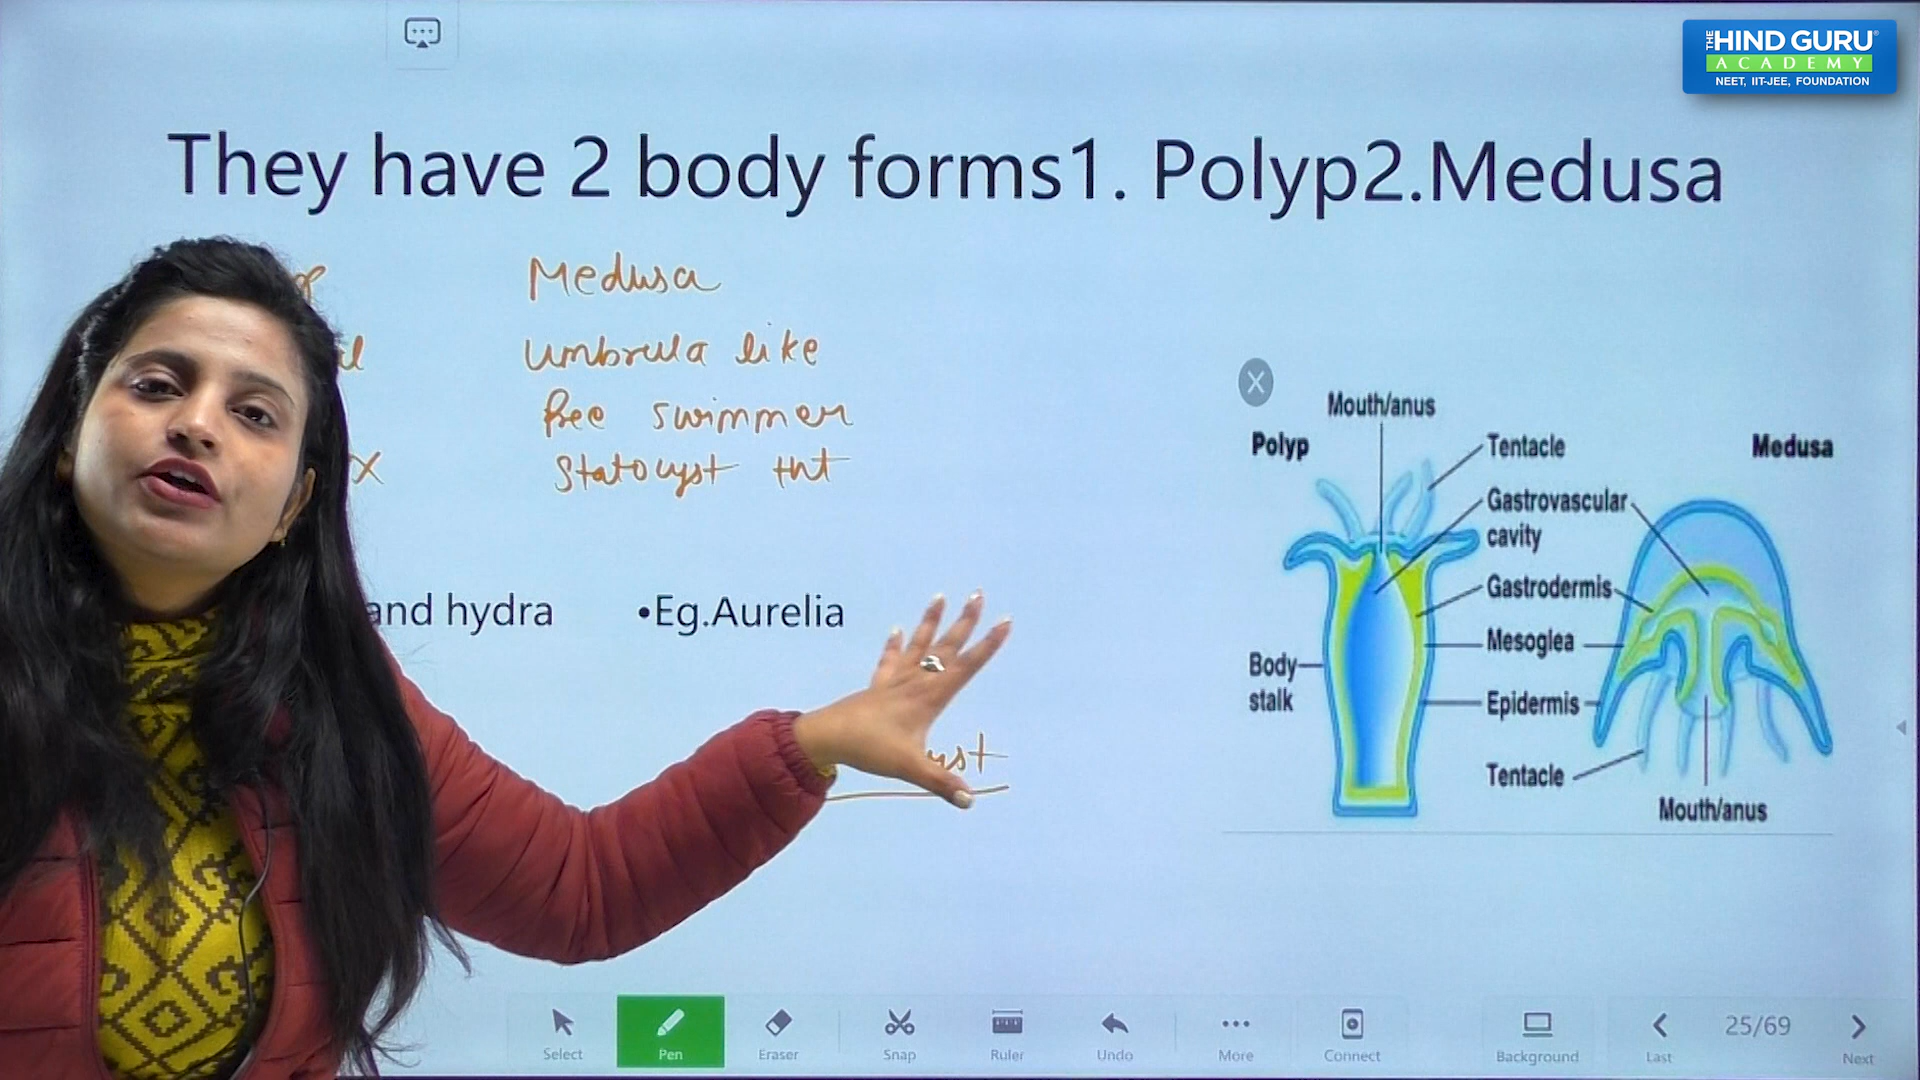 THE HIND GURU®
ACADEMY
NEET, IIT-JEE, FOUNDATION
They have 2 body forms1. Polyp2.Medusa
Medusa
Umbrella like
free swimmer
X
Statocyst
and hydra
•Eg.Aurelia
Mouth/anus
Polyp
Tentacle
Medusa
Gastrovascular
cavity
Gastrodermis
Mesoglea
Body
stalk
Epidermis
Tentacle
Mouth/anus
Select
Pen
Eraser
Snap
Ruler
Undo
More
Connect
Background
Last
25/69
Next